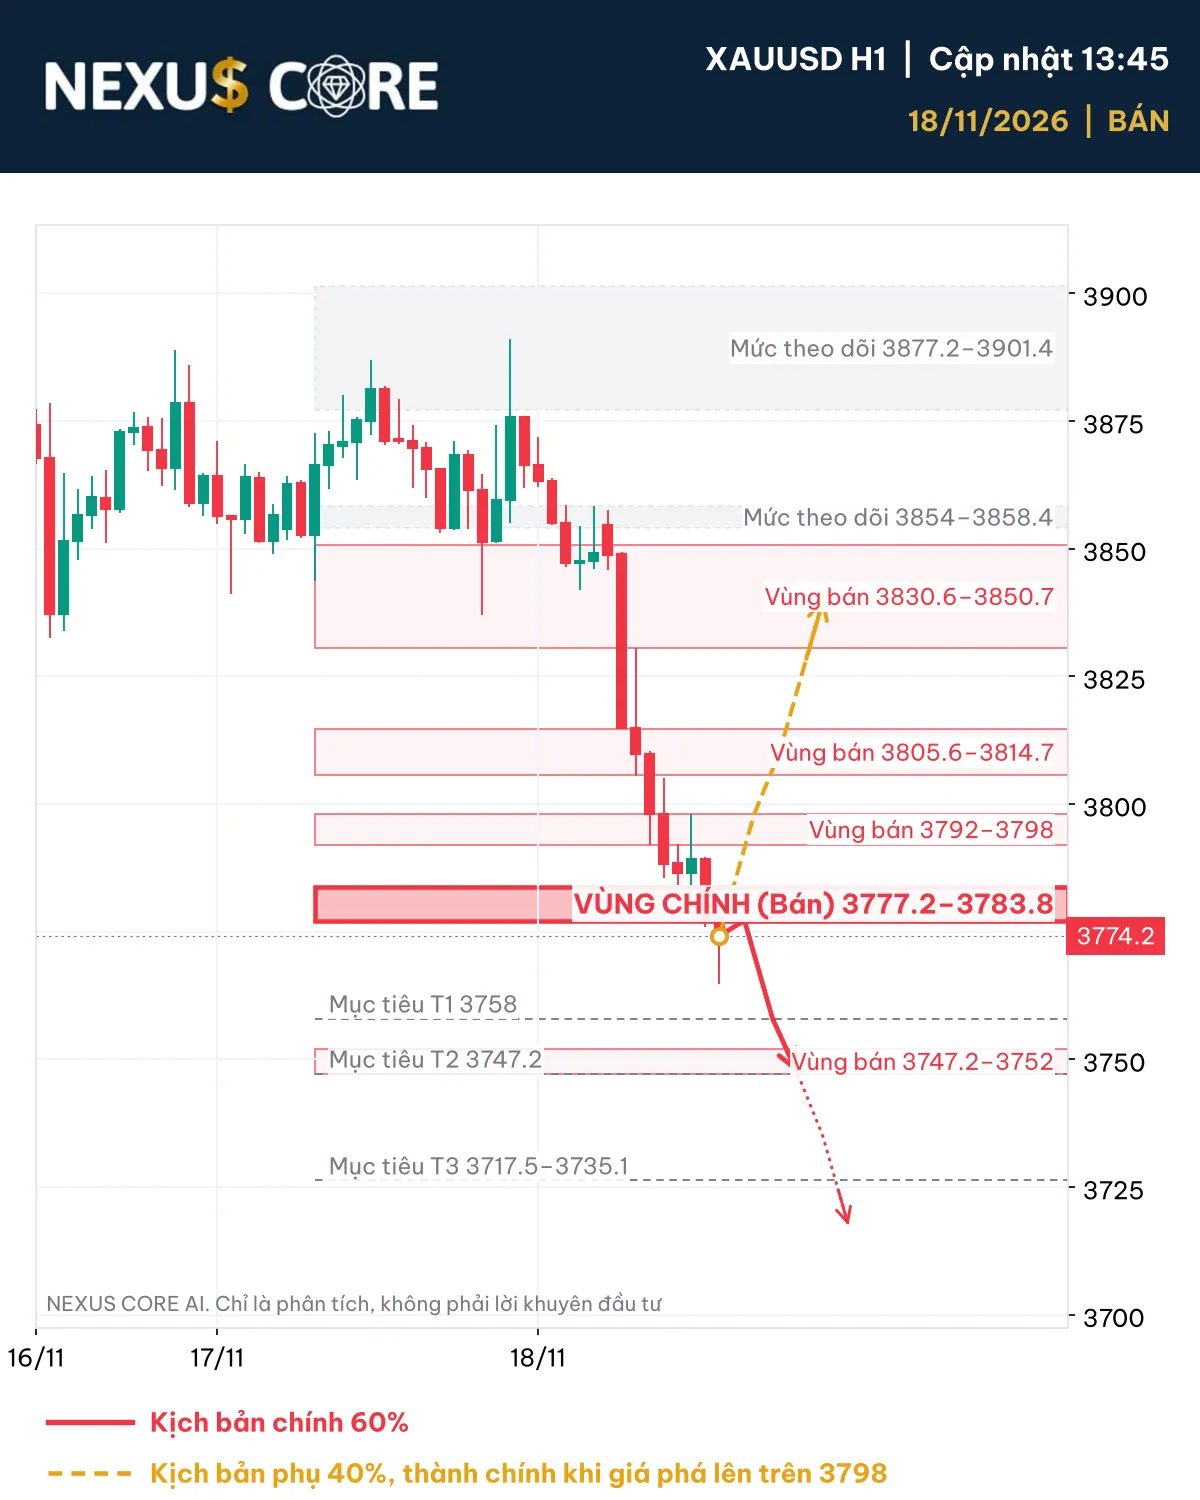 NEXU$ CORE
XAUUSD H1 | Cập nhật 13:45
18/11/2026 | BÁN
3900
Mức theo dõi 3877.2–3901.4
3875
Mức theo dõi 3854–3858.4
3850
Vùng bán 3830.6–3850.7
3825
Vùng bán 3805.6–3814.7
3800
Vùng bán 3792–3798
VÙNG CHÍNH (Bán) 3777.2–3783.8
3774.2
Mục tiêu T1 3758
Mục tiêu T2 3747.2
Vùng bán 3747.2–3752
3750
Mục tiêu T3 3717.5–3735.1
3725
NEXUS CORE AI. Chỉ là phân tích, không phải lời khuyên đầu tư
3700
16/11
17/11
18/11
Kịch bản chính 60%
Kịch bản phụ 40%, thành chính khi giá phá lên trên 3798